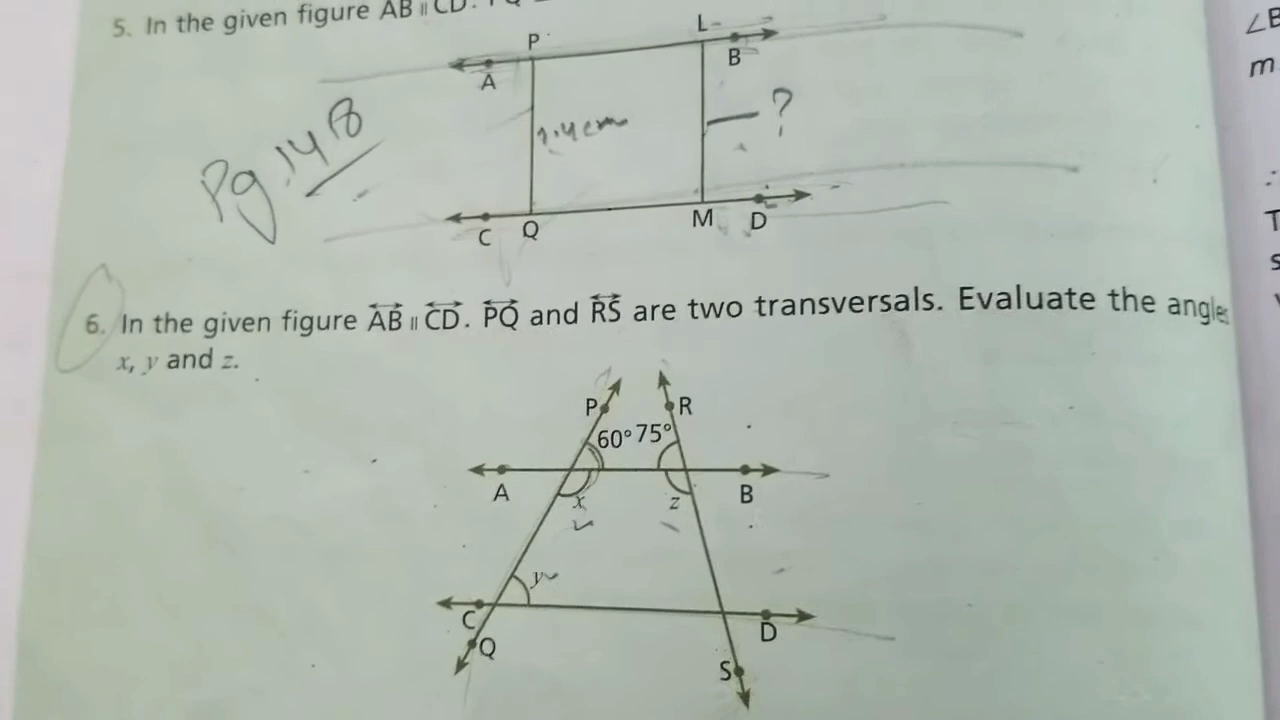 5. In the given figure AB ॥ CD.
P
L
A
B
Pg. 148
1.4cm
?
C
Q
M
D
6. In the given figure AB ॥ CD. PQ and RS are two transversals. Evaluate the angles
x, y and z.
P
R
60° 75°
A
x
z
B
y
C
D
Q
S
∠B
m
∴
T
s